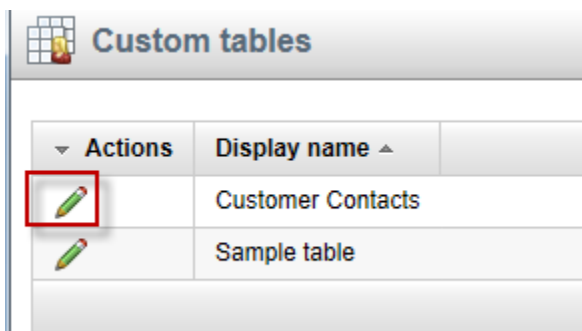 Custom tables
Actions Display name
Customer Contacts
Sample table